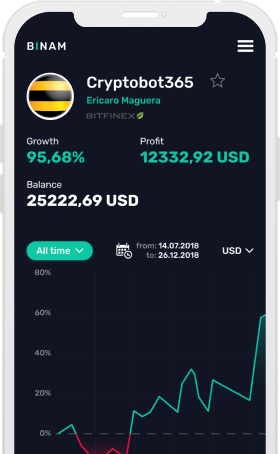 BINAM
Cryptobot365
Ericaro Maguera
BITFINEX
Growth
Profit
95,68%
12332,92 USD
Balance
25222,69 USD
All time
from: 14.07.2018
to: 26.12.2018
USD
80%
60%
40%
20%
0%